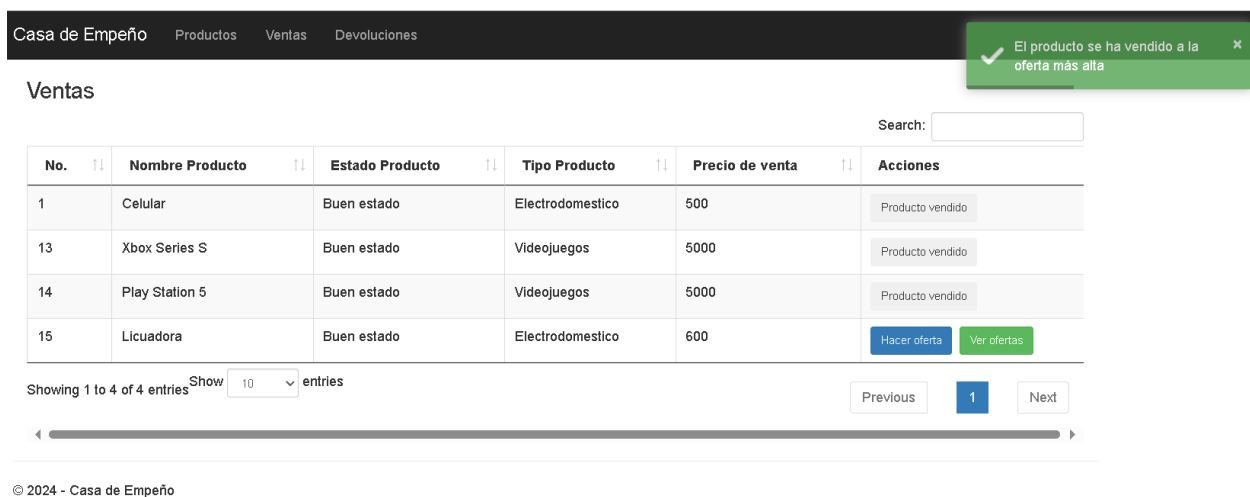 Casa de Empeño Productos Ventas Devoluciones
El producto se ha vendido a la
oferta más alta
×
Ventas
Search:
No. Nombre Producto Estado Producto Tipo Producto Precio de venta Acciones
1 Celular Buen estado Electrodomestico 500 Producto vendido
13 Xbox Series S Buen estado Videojuegos 5000 Producto vendido
14 Play Station 5 Buen estado Videojuegos 5000 Producto vendido
15 Licuadora Buen estado Electrodomestico 600 Hacer oferta Ver ofertas
Showing 1 to 4 of 4 entries Show 10 entries Previous 1 Next
© 2024 - Casa de Empeño